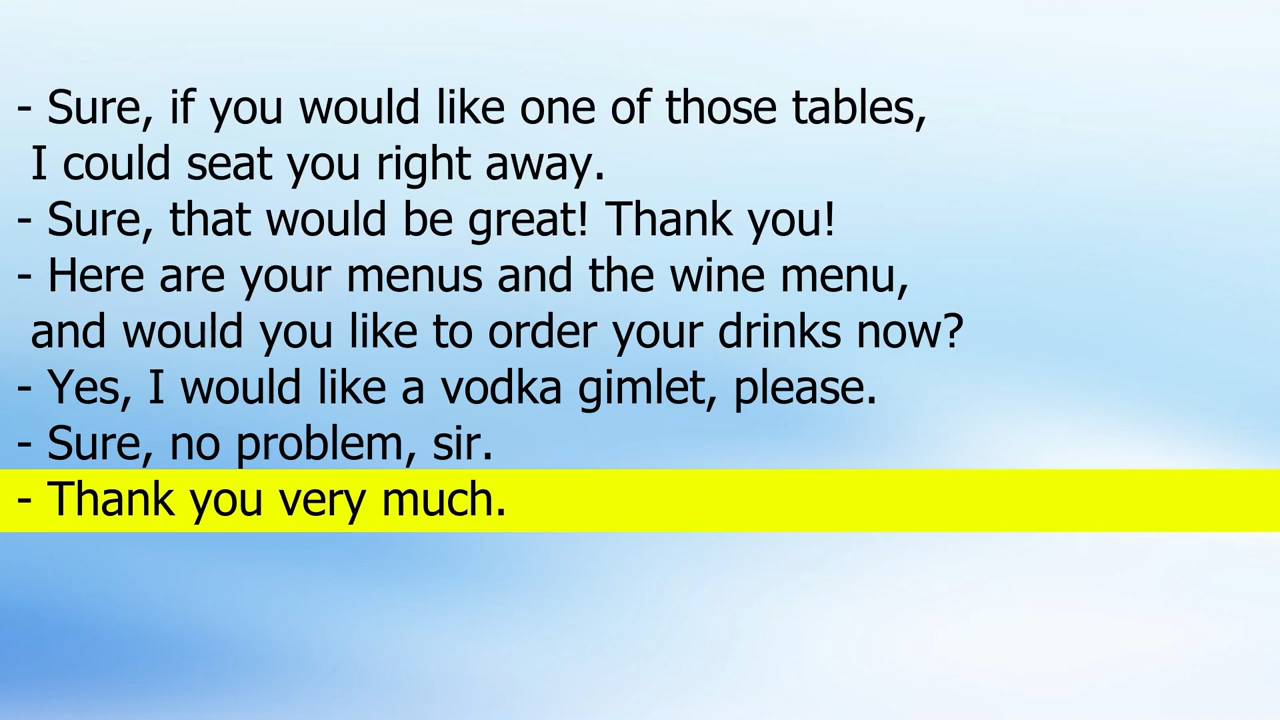 - Sure, if you would like one of those tables,
I could seat you right away.
- Sure, that would be great! Thank you!
- Here are your menus and the wine menu,
and would you like to order your drinks now?
- Yes, I would like a vodka gimlet, please.
- Sure, no problem, sir.
- Thank you very much.